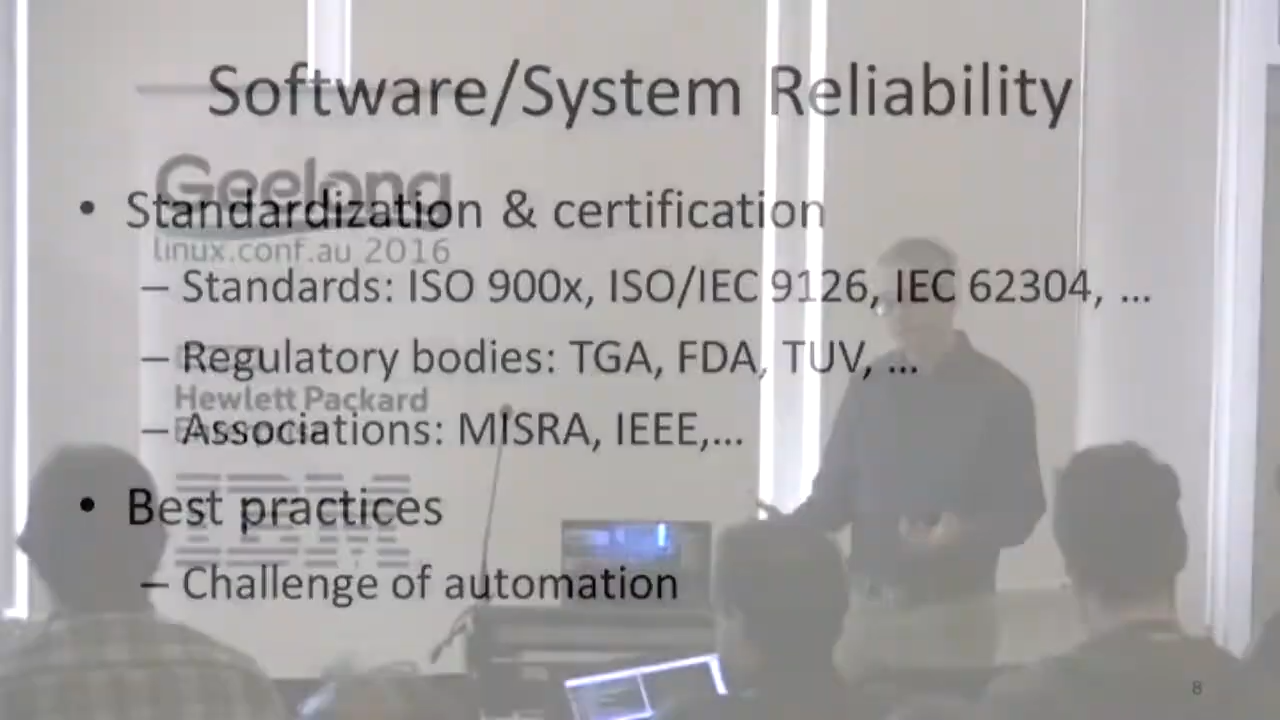 Software/System Reliability
Geelong
• Standardization & certification
linux.conf.au 2016
– Standards: ISO 900x, ISO/IEC 9126, IEC 62304, ...
– Regulatory bodies: TGA, FDA, TUV, ...
Hewlett Packard
– Associations: MISRA, IEEE,...
IBM
• Best practices
– Challenge of automation
8